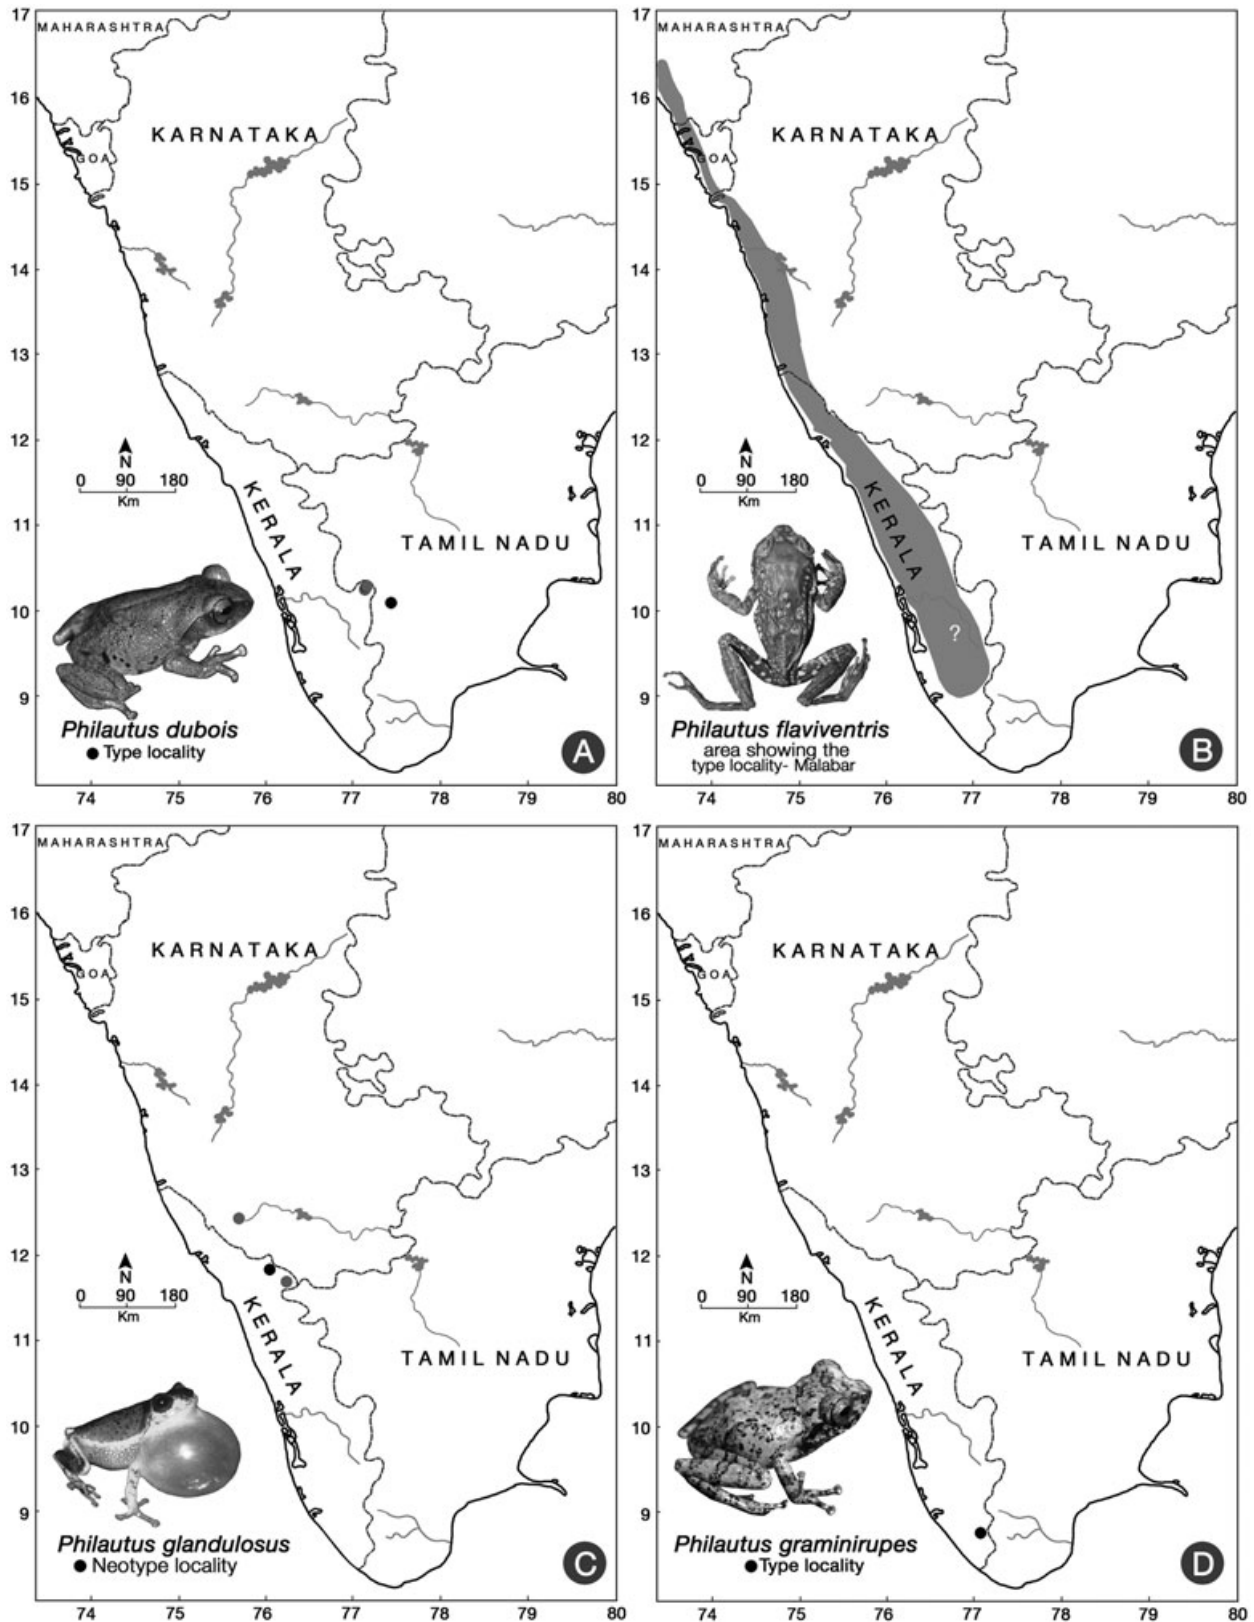 17
MAHARASHTRA
16
KARNATAKA
GOA
15
14
13
12
N
0 90 180
Km
KERALA
11
TAMIL NADU
10
9
Philautus dubois
● Type locality
A
74 75 76 77 78 79 80
17
MAHARASHTRA
16
KARNATAKA
GOA
15
14
13
12
N
0 90 180
Km
KERALA
11
TAMIL NADU
10
?
9
Philautus flaviventris
area showing the
type locality- Malabar
B
74 75 76 77 78 79 80
17
MAHARASHTRA
16
KARNATAKA
GOA
15
14
13
12
N
0 90 180
Km
KERALA
11
TAMIL NADU
10
9
Philautus glandulosus
● Neotype locality
C
74 75 76 77 78 79 80
17
MAHARASHTRA
16
KARNATAKA
GOA
15
14
13
12
N
0 90 180
Km
KERALA
11
TAMIL NADU
10
9
Philautus graminirupes
● Type locality
D
74 75 76 77 78 79 80